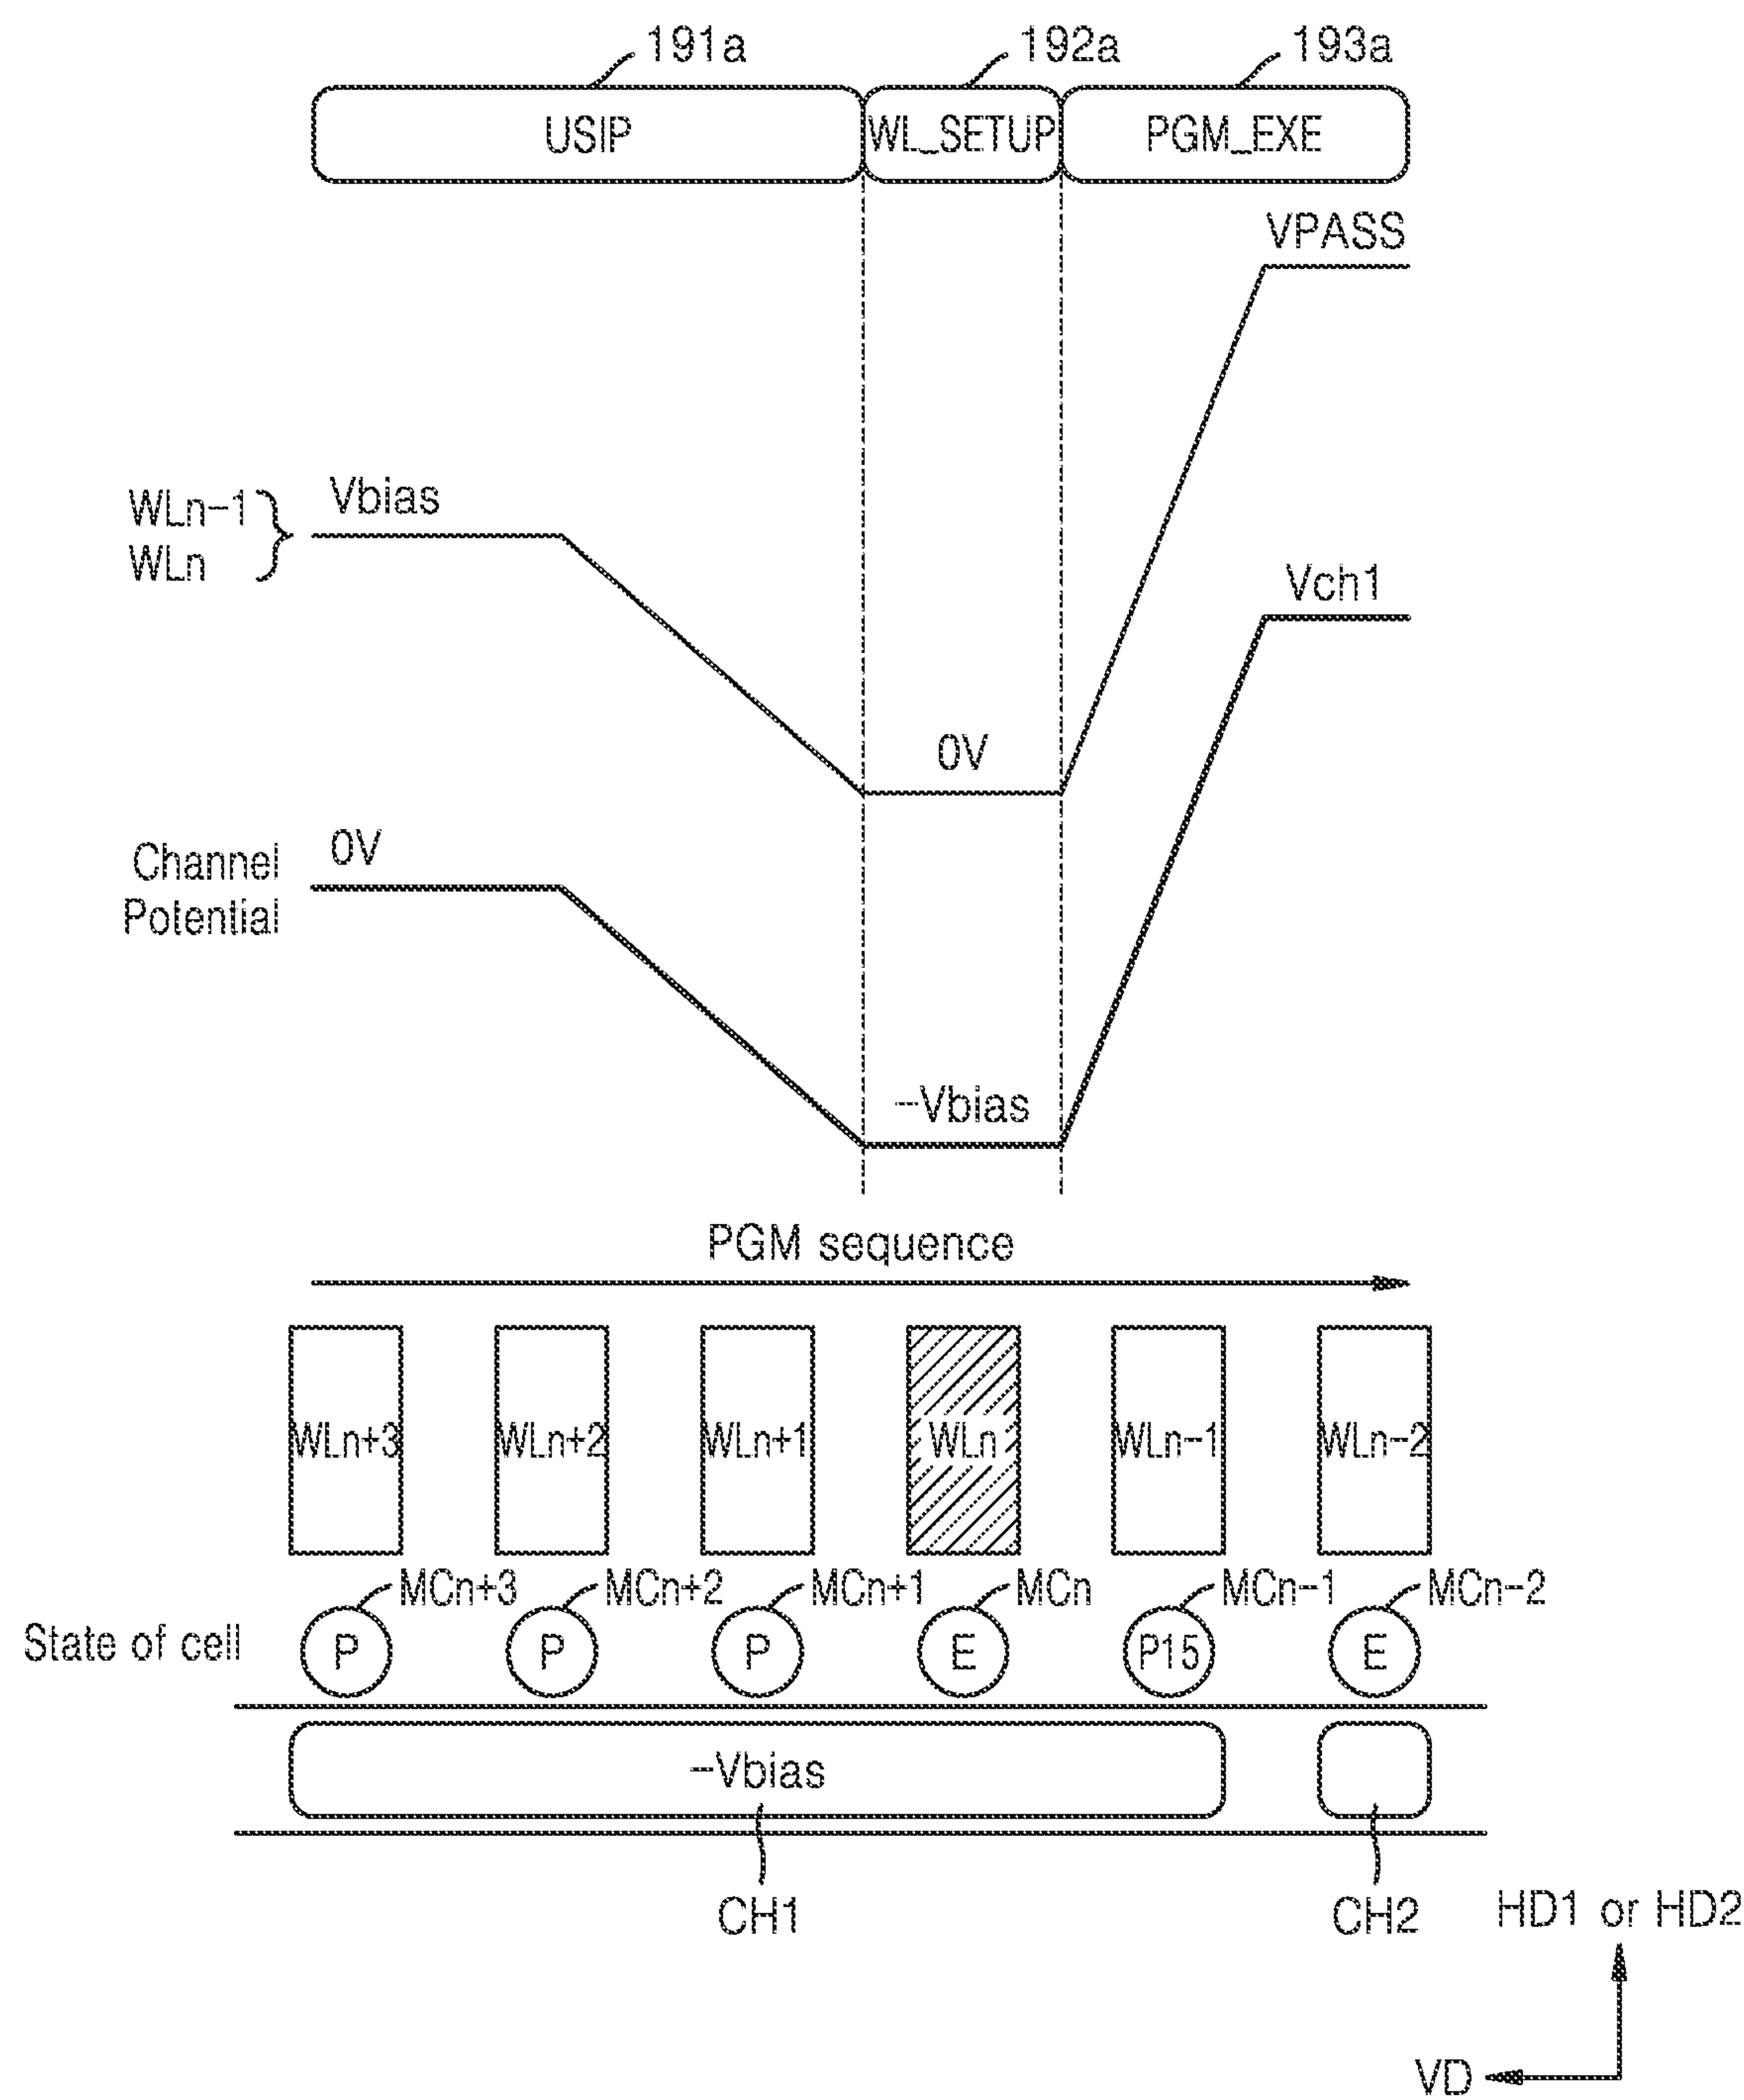 191a
192a
193a
USIP
WL_SETUP
PGM_EXE
VPASS
WLn-1
WLn
Vbias
Vch1
0V
Channel
Potential
0V
-Vbias
PGM sequence
WLn+3
WLn+2
WLn+1
WLn
WLn-1
WLn-2
MCn+3
MCn+2
MCn+1
MCn
MCn-1
MCn-2
State of cell
P
P
P
E
P15
E
-Vbias
CH1
CH2
HD1 or HD2
VD